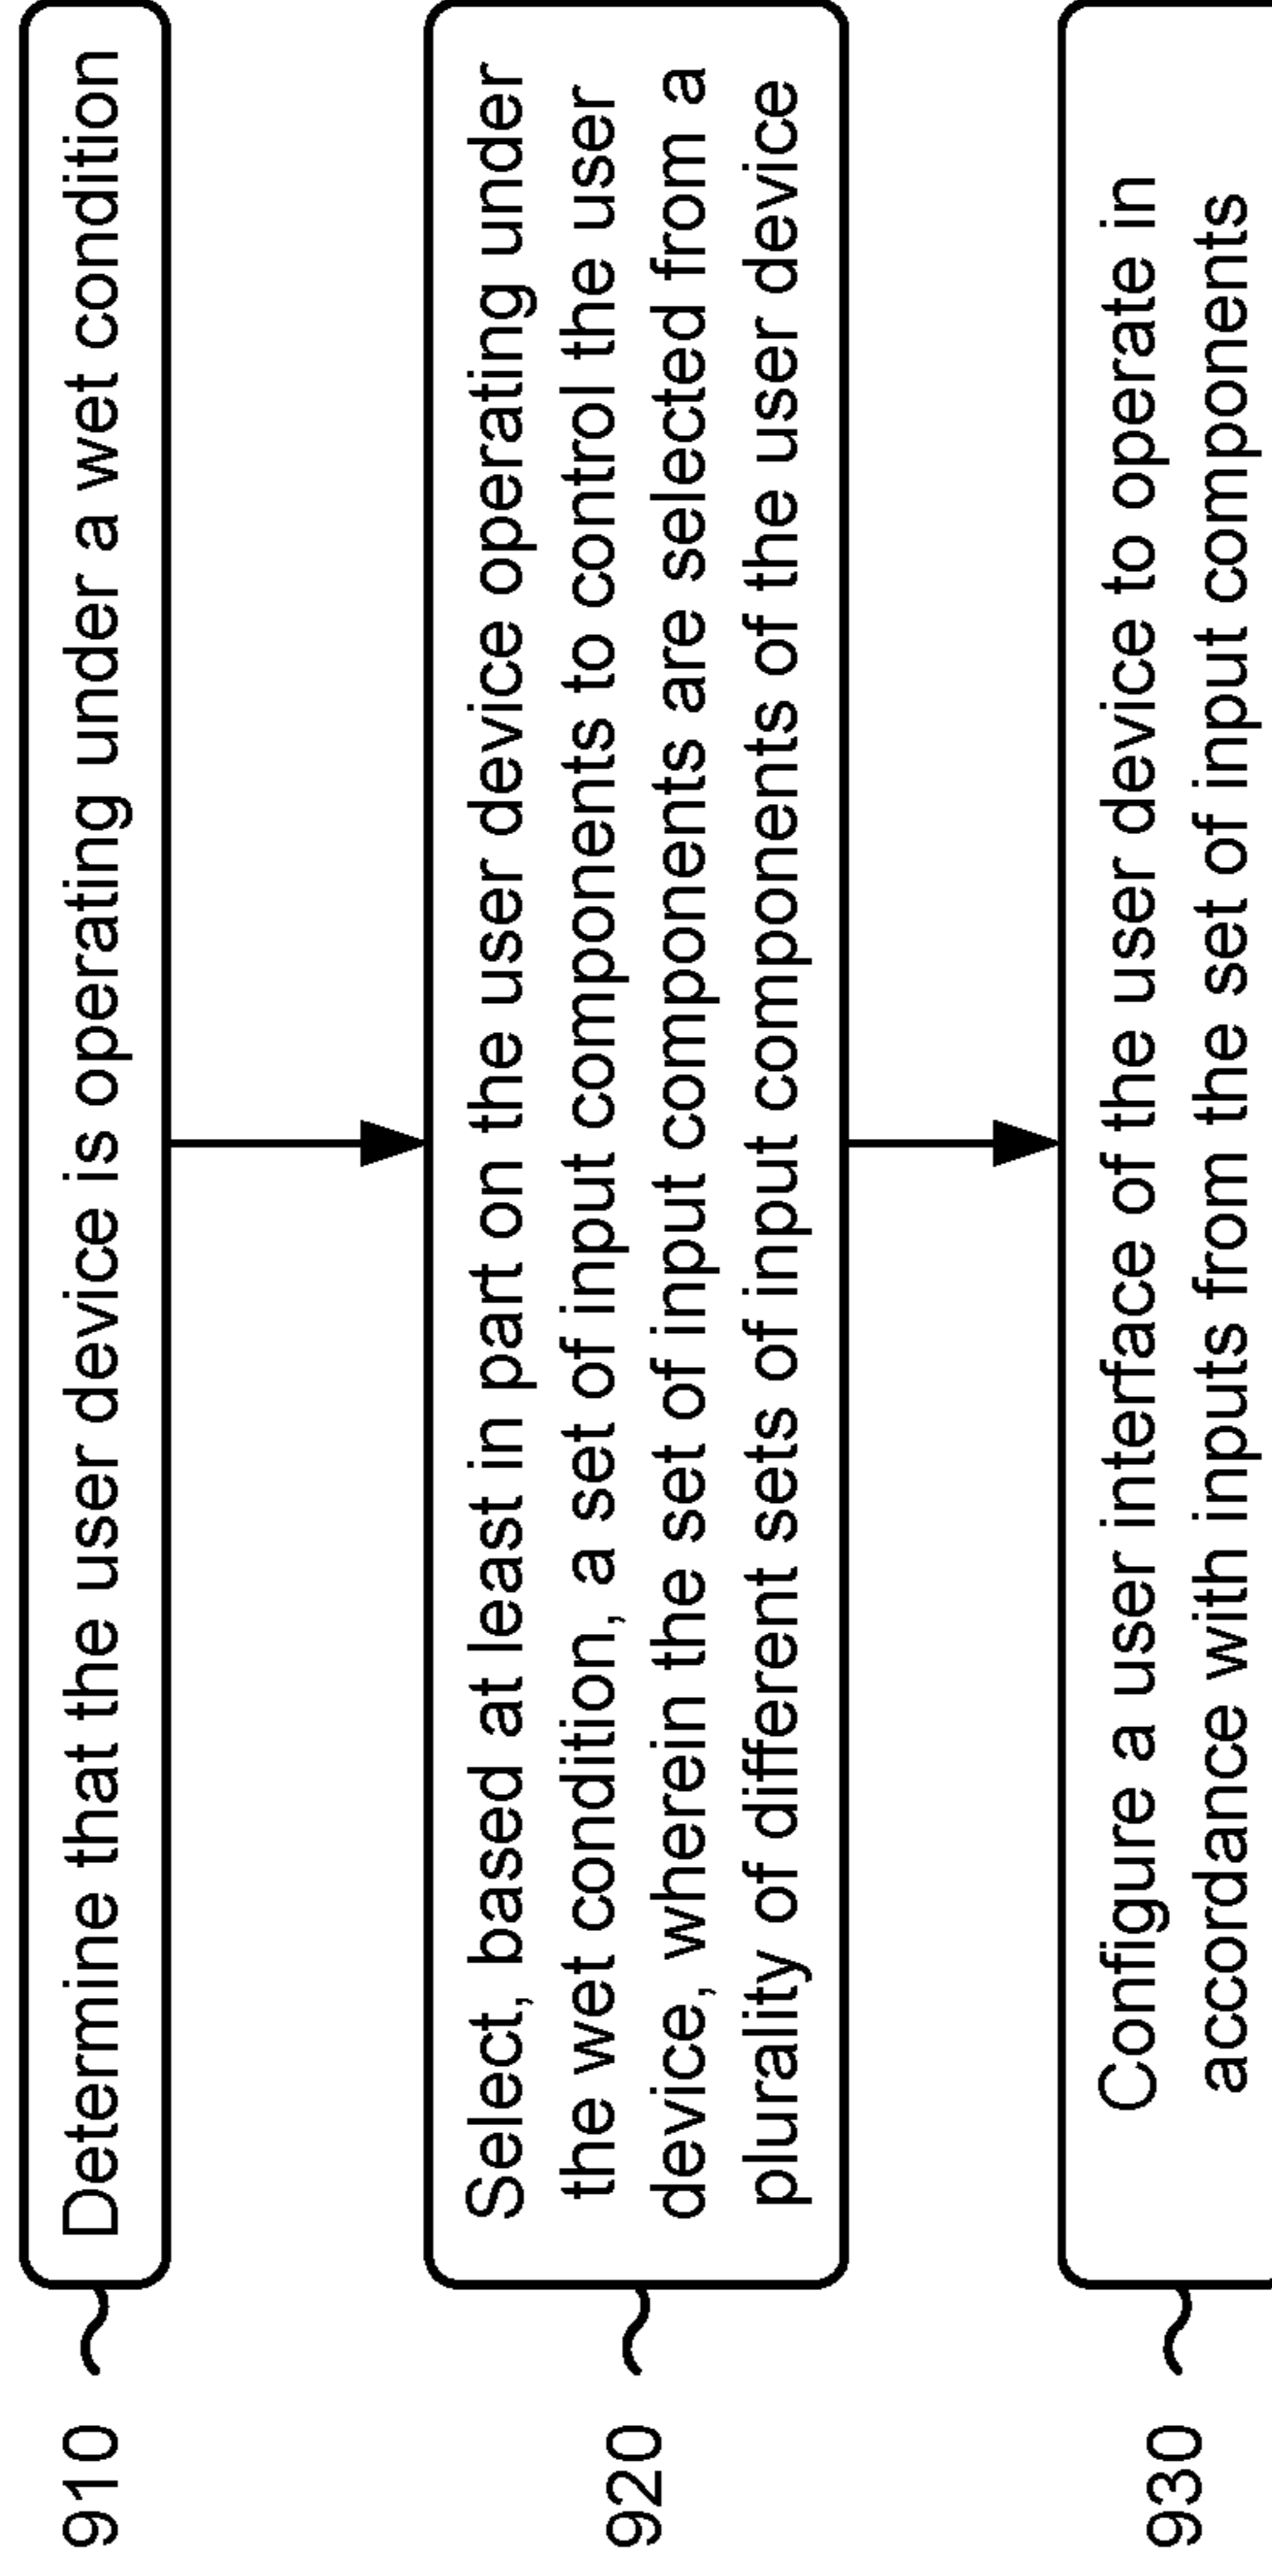 910
Determine that the user device is operating under a wet condition
920
Select, based at least in part on the user device operating under
the wet condition, a set of input components to control the user
device, wherein the set of input components are selected from a
plurality of different sets of input components of the user device
930
Configure a user interface of the user device to operate in
accordance with inputs from the set of input components